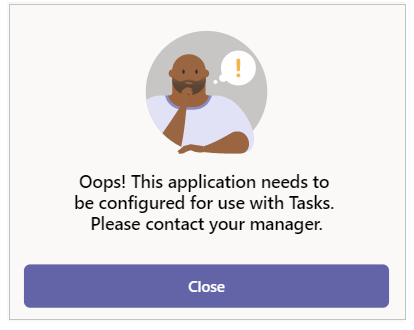 Oops! This application needs to
be configured for use with Tasks.
Please contact your manager.
Close